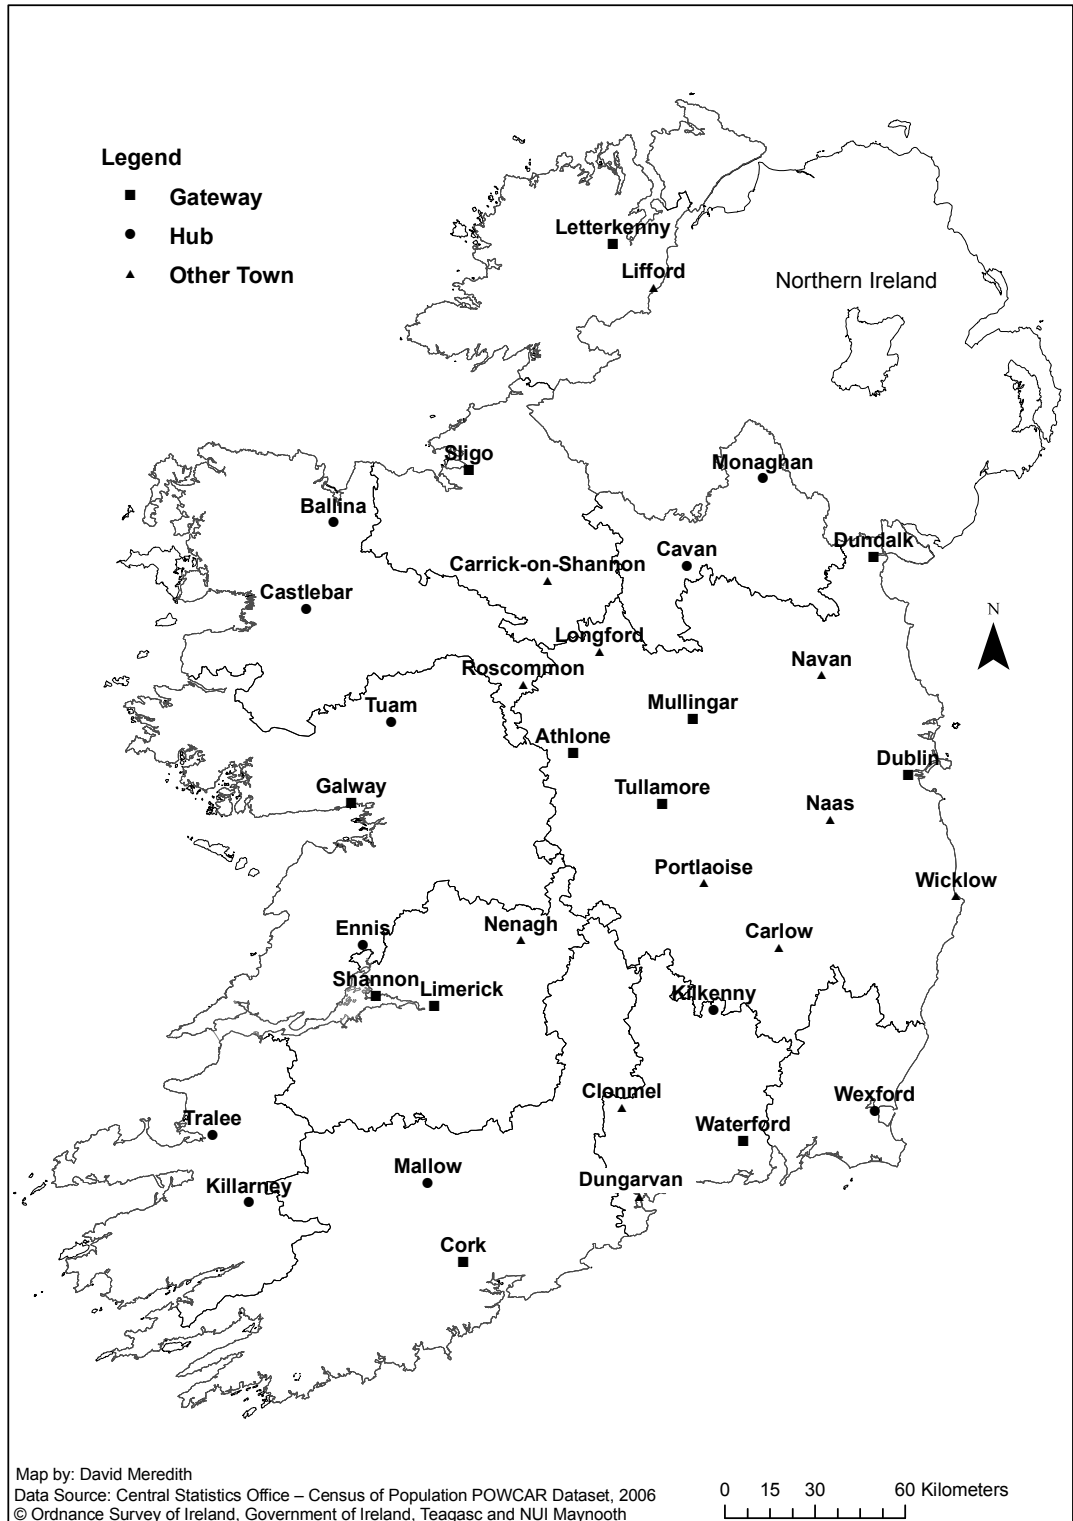 Legend
Gateway
Hub
Other Town
Letterkenny
Lifford
Northern Ireland
Sligo
Monaghan
Ballina
Dundalk
Cavan
Carrick-on-Shannon
Castlebar
N
Longford
Navan
Roscommon
Mullingar
Tuam
Athlone
Dublin
Galway
Tullamore
Naas
Portlaoise
Wicklow
Ennis
Nenagh
Carlow
Shannon
Limerick
Kilkenny
Clonmel
Wexford
Tralee
Waterford
Mallow
Killarney
Dungarvan
Cork
Map by: David Meredith
Data Source: Central Statistics Office – Census of Population POWCAR Dataset, 2006
© Ordnance Survey of Ireland, Government of Ireland, Teagasc and NUI Maynooth
0 15 30 60 Kilometers